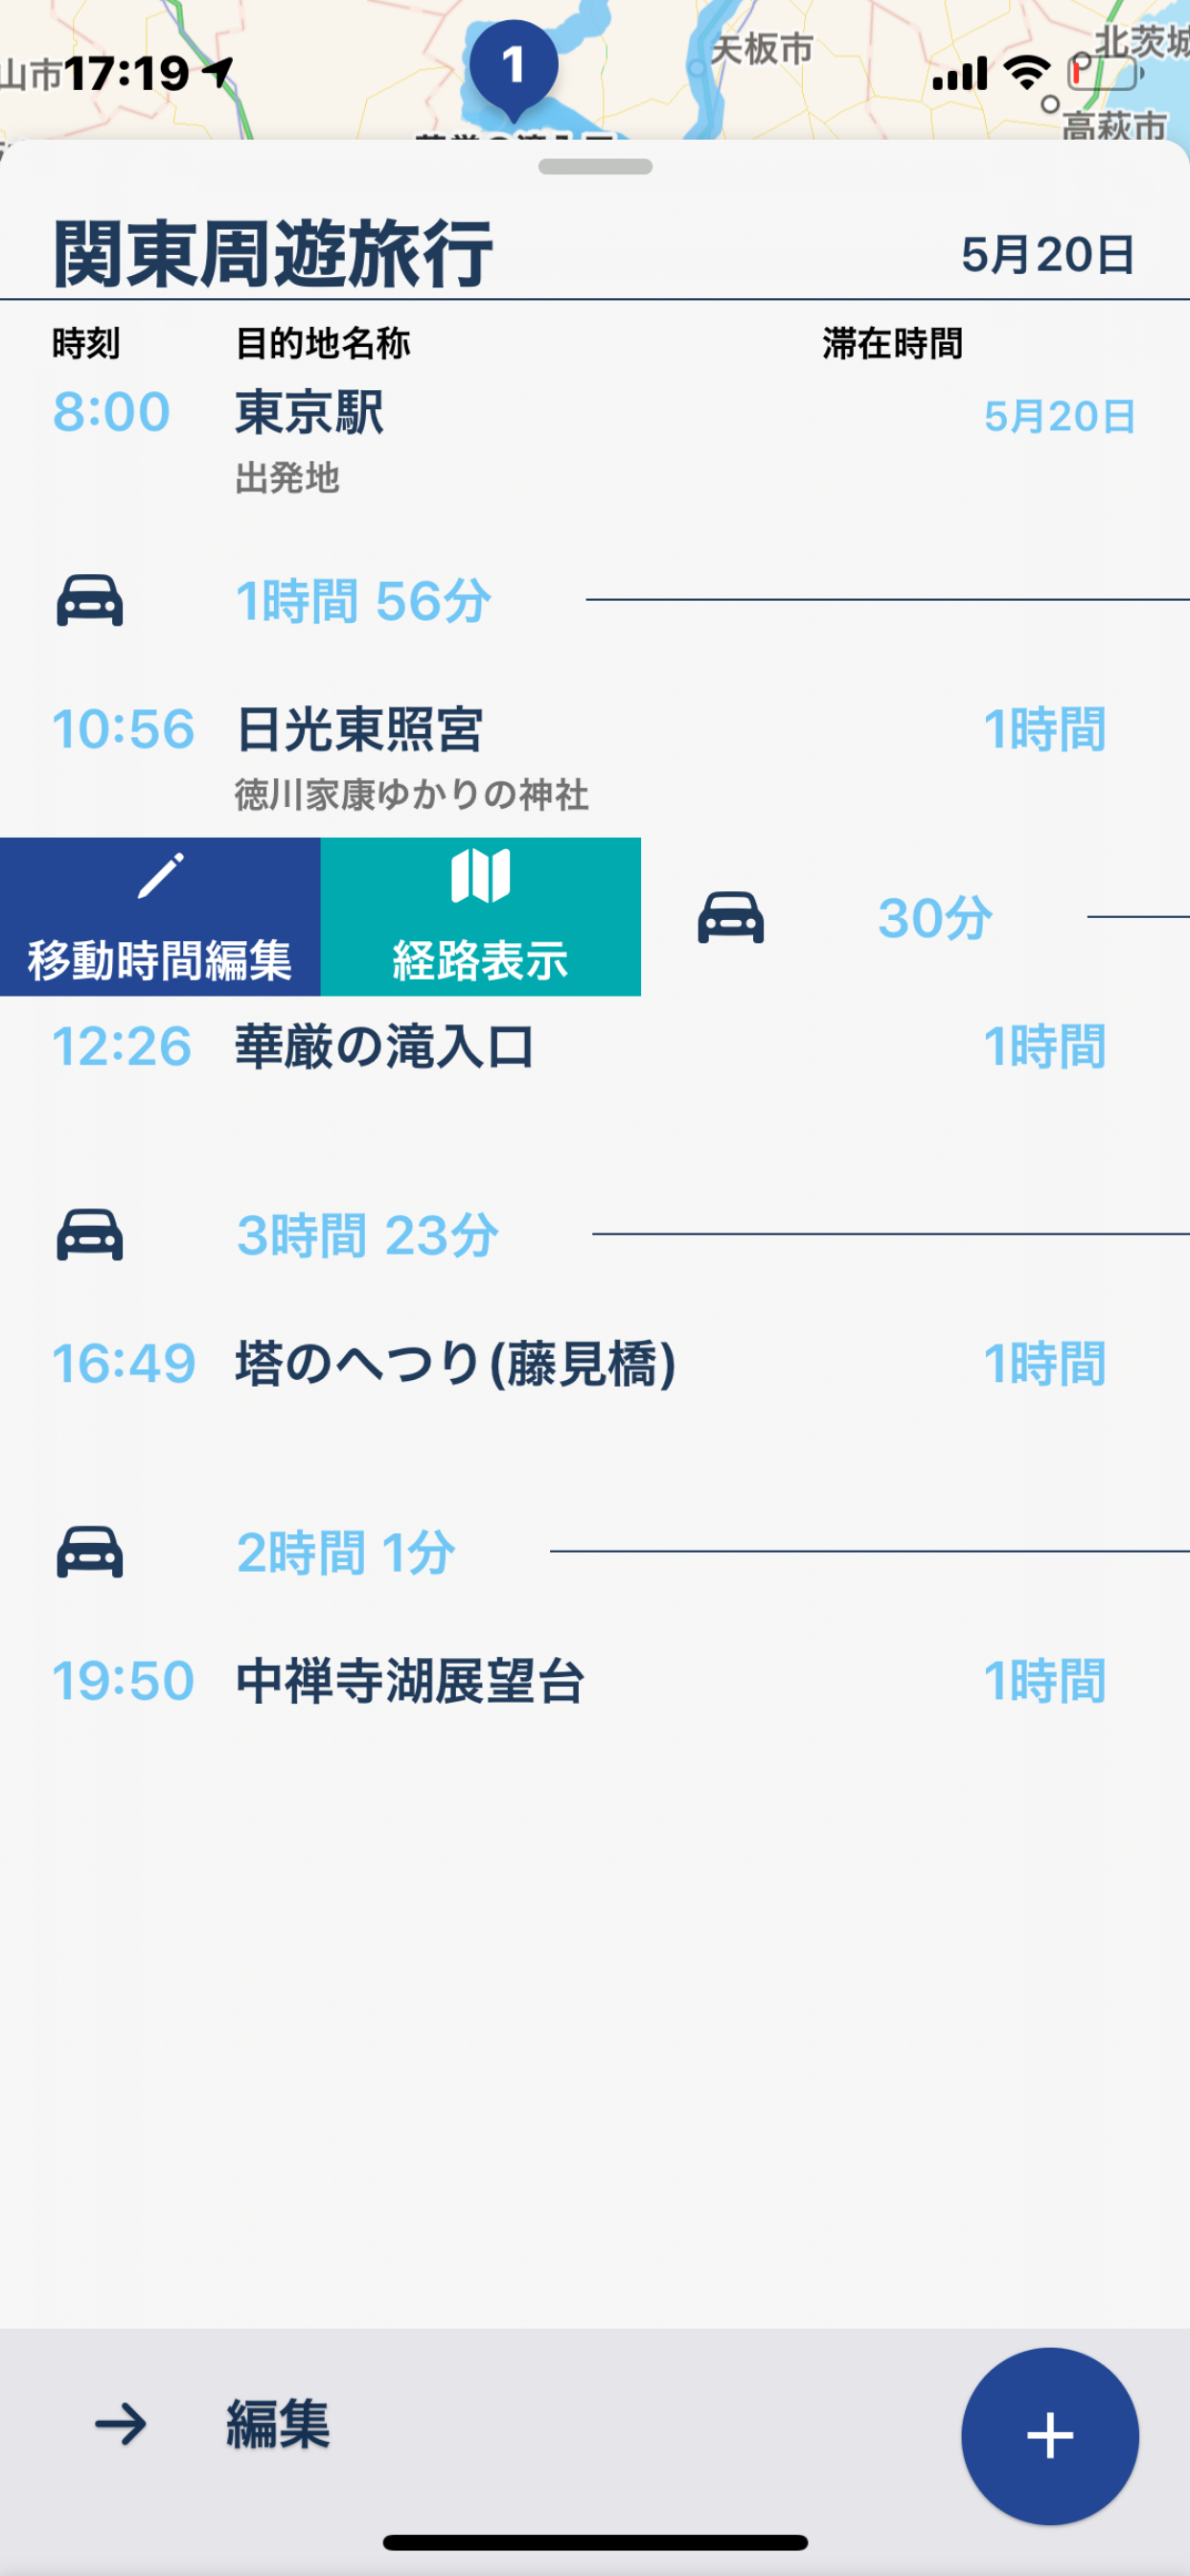 山市
17:19
1
天板市
北茨城
高萩市
関東周遊旅行 5月20日
時刻 目的地名称 滞在時間
8:00 東京駅 5月20日
出発地
1時間 56分
10:56 日光東照宮 1時間
徳川家康ゆかりの神社
移動時間編集 経路表示 30分
12:26 華厳の滝入口 1時間
3時間 23分
16:49 塔のへつり(藤見橋) 1時間
2時間 1分
19:50 中禅寺湖展望台 1時間
→ 編集 +